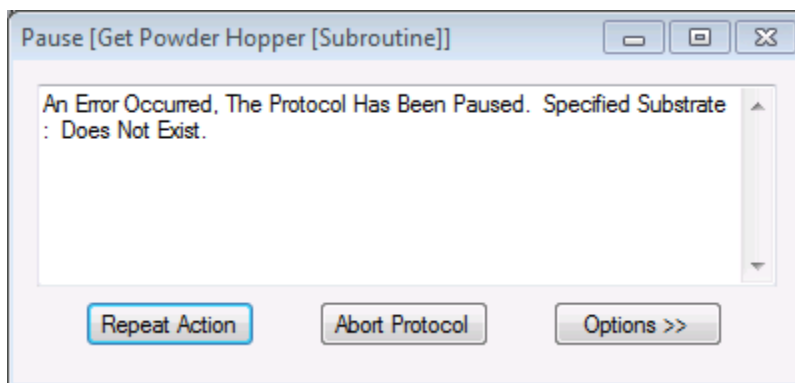 Pause [Get Powder Hopper [Subroutine]]
An Error Occurred, The Protocol Has Been Paused.  Specified Substrate
:  Does Not Exist.
Repeat Action
Abort Protocol
Options >>